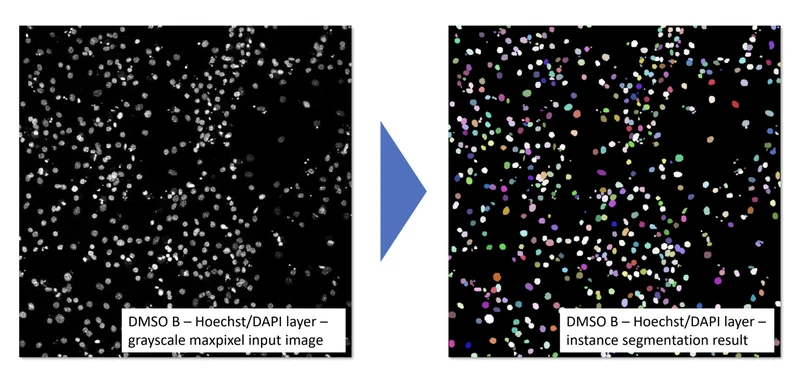 DMSO B – Hoechst/DAPI layer –
grayscale maxpixel input image
DMSO B – Hoechst/DAPI layer –
instance segmentation result